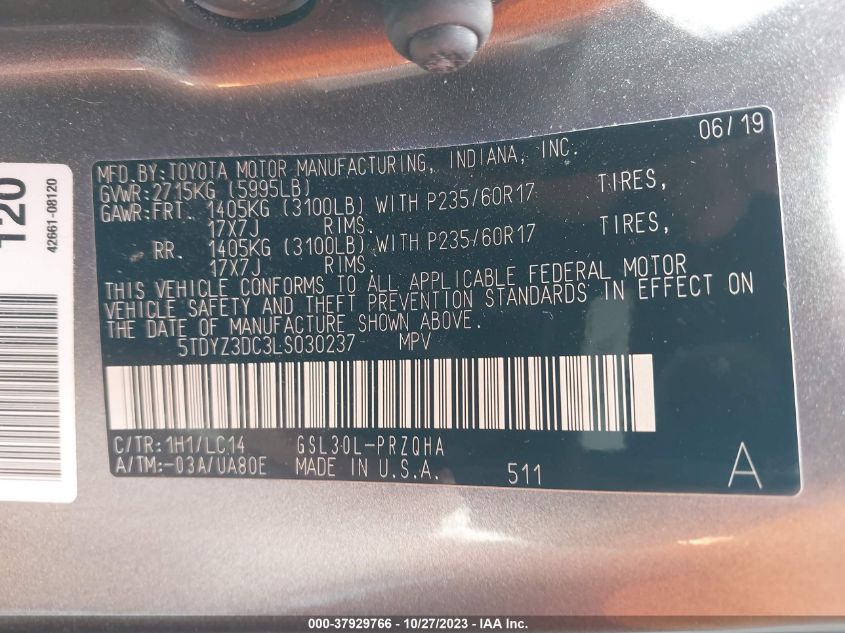 06/19
MFD.BY:TOYOTA MOTOR MANUFACTURING, INDIANA, INC.
GVWR:2715KG (5995LB)
GAWR:FRT. 1405KG (3100LB) WITH P235/60R17 TIRES,
17X7J RIMS.
RR. 1405KG (3100LB) WITH P235/60R17 TIRES,
17X7J RIMS.
THIS VEHICLE CONFORMS TO ALL APPLICABLE FEDERAL MOTOR
VEHICLE SAFETY AND THEFT PREVENTION STANDARDS IN EFFECT ON
THE DATE OF MANUFACTURE SHOWN ABOVE.
5TDYZ3DC3LS030237 MPV
C/TR:1H1/LC14 GSL30L-PRZQHA
A/TM:-03A/UA80E MADE IN U.S.A. 511 A
120
42661-08120
000-37929766 | 10/27/2023 | IAA Inc.